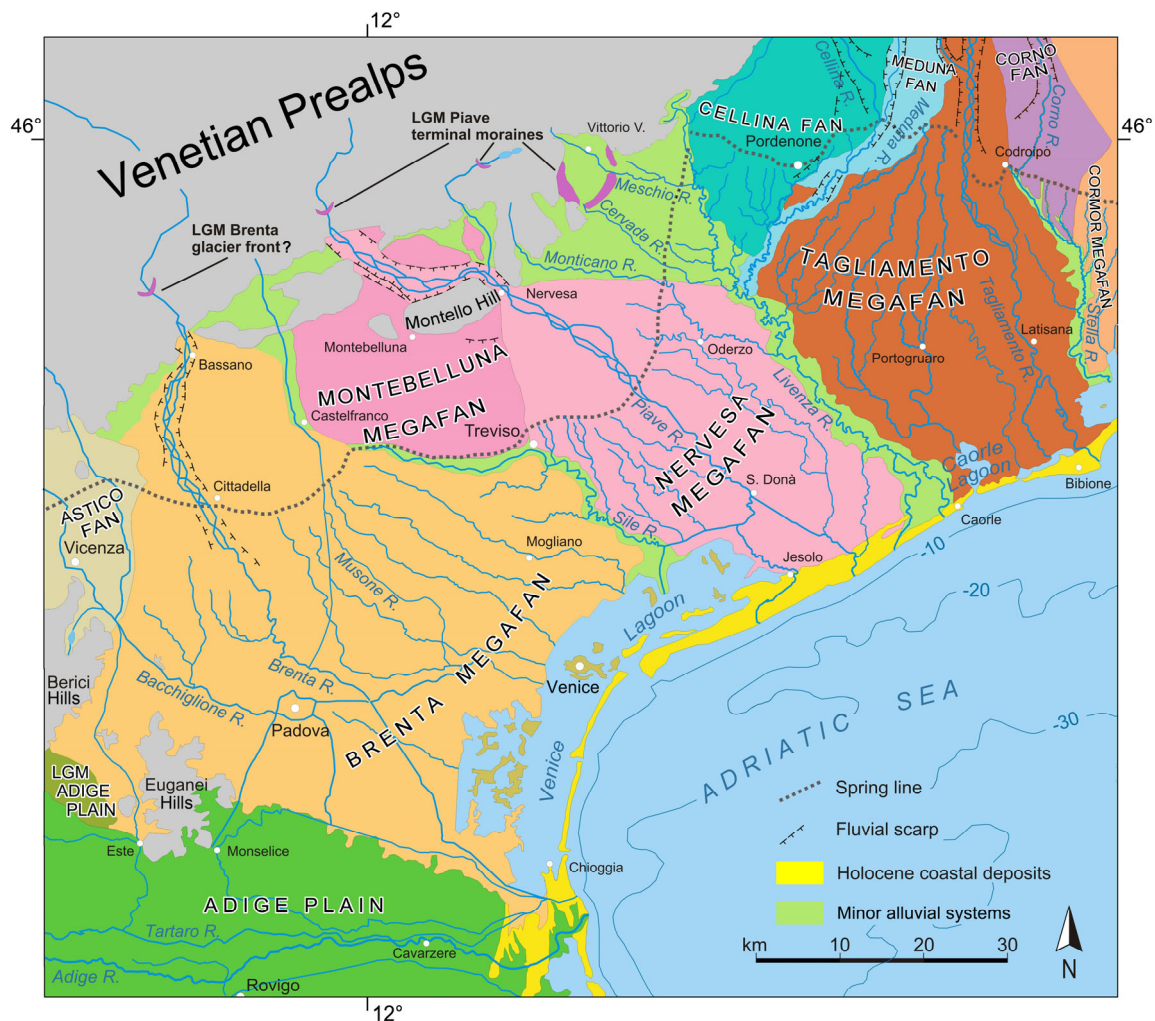 12°
46°
46°
Venetian Prealps
LGM Piave
terminal moraines
LGM Brenta
glacier front?
Vittorio V.
Meschio R.
Cervada R.
Monticano R.
CELLINA FAN
Pordenone
Cellina R.
MEDUNA
FAN
Meduna R.
CORNO
FAN
Corno R.
Codroipo
CORMOR MEGAFAN
Stella R.
TAGLIAMENTO
MEGAFAN
Tagliamento R.
Latisana
Portogruaro
Nervesa
Montello Hill
Montebelluna
MONTEBELLUNA
MEGAFAN
Bassano
Castelfranco
Treviso
Oderzo
Livenza R.
Piave R.
NERVESA
MEGAFAN
S. Donà
Caorle
Lagoon
Bibione
Caorle
Jesolo
Sile R.
Mogliano
Cittadella
ASTICO
FAN
Vicenza
Musone R.
Brenta R.
BRENTA MEGAFAN
Bacchiglione R.
Padova
Berici
Hills
Euganei
Hills
LGM
ADIGE
PLAIN
Este
Monselice
ADIGE PLAIN
Tartaro R.
Adige R.
Cavarzere
Rovigo
Venice
Lagoon
Venice
Chioggia
ADRIATIC SEA
-10
-20
-30
Spring line
Fluvial scarp
Holocene coastal deposits
Minor alluvial systems
km 10 20 30
N
12°